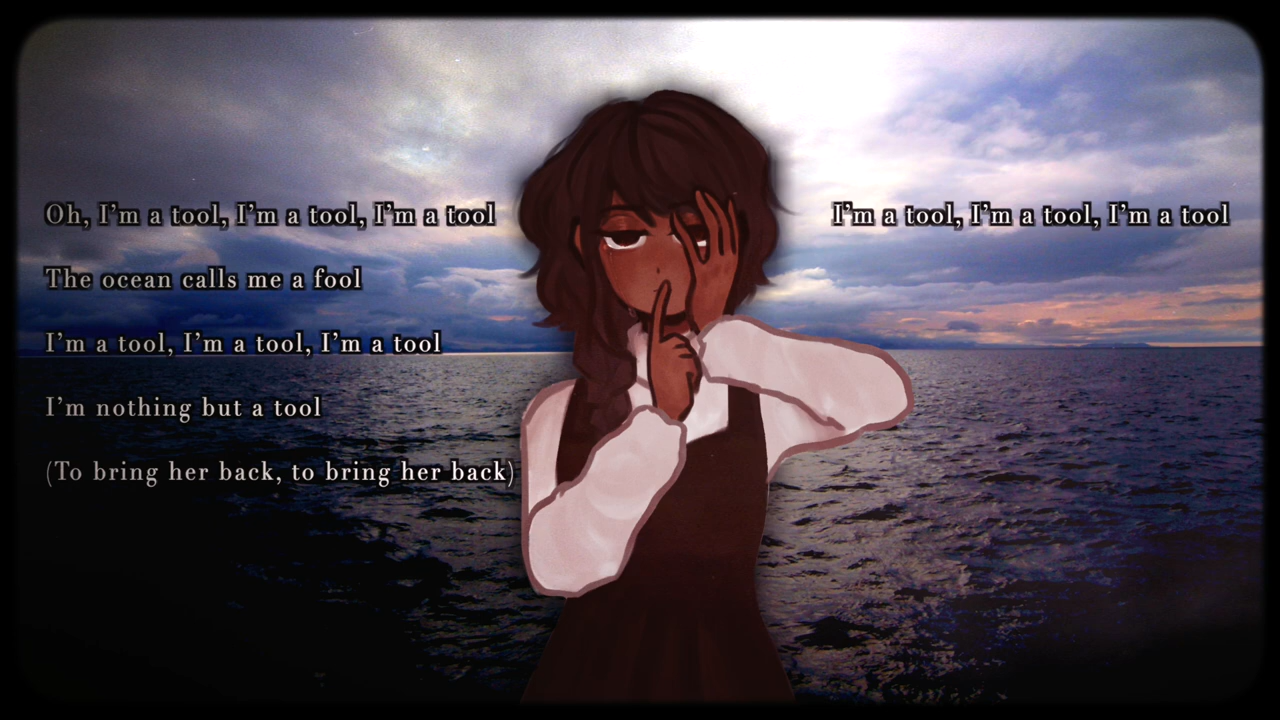 Oh, I'm a tool, I'm a tool, I'm a tool
I'm a tool, I'm a tool, I'm a tool
The ocean calls me a fool
I'm a tool, I'm a tool, I'm a tool
I'm nothing but a tool
(To bring her back, to bring her back)